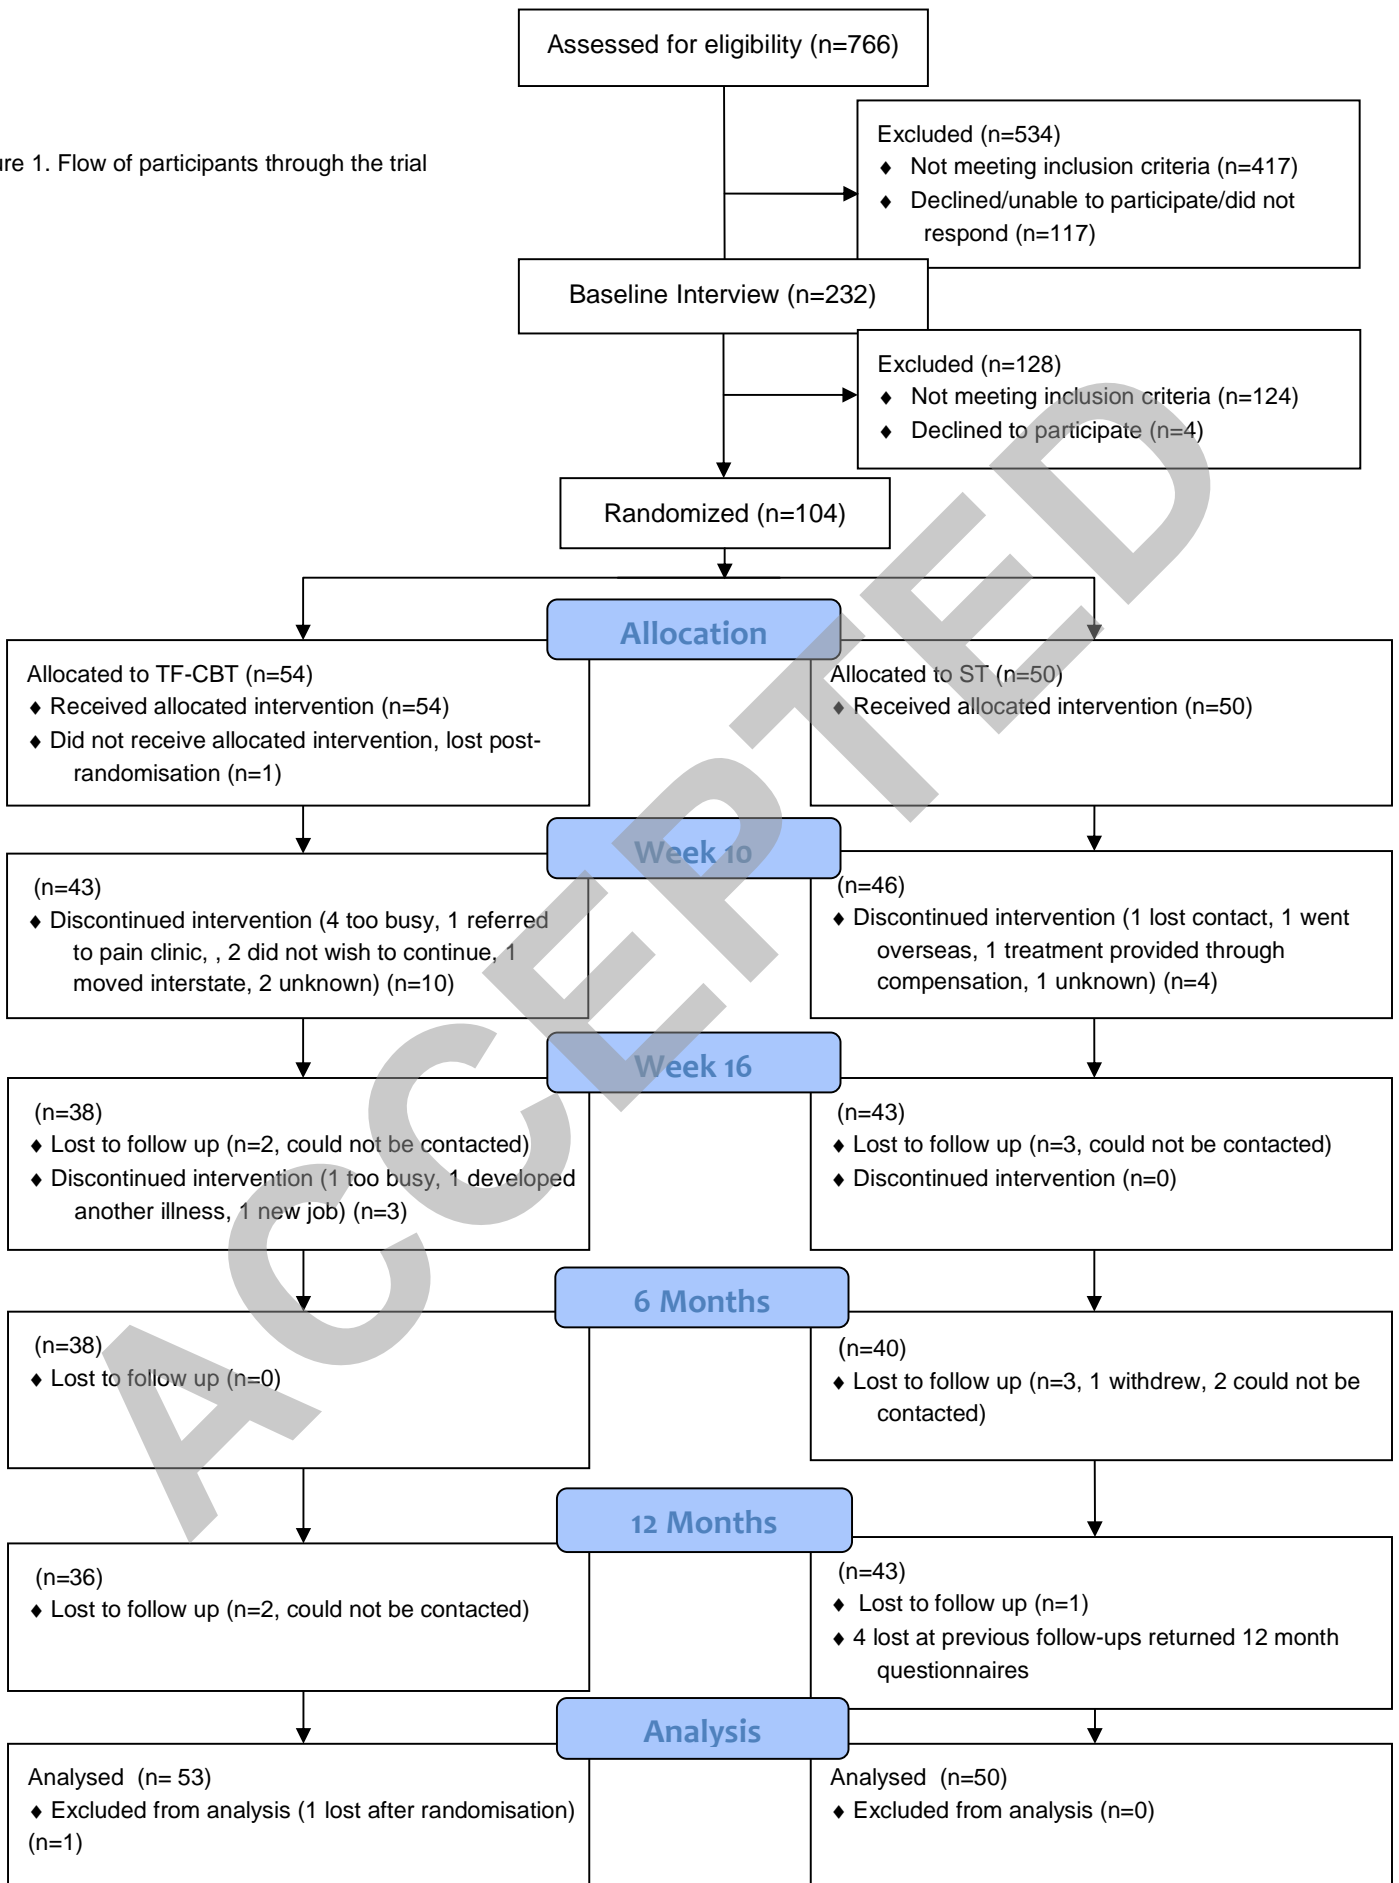 Assessed for eligibility (n=766)
Excluded (n=534)
♦ Not meeting inclusion criteria (n=417)
♦ Declined/unable to participate/did not
respond (n=117)
ure 1. Flow of participants through the trial
Baseline Interview (n=232)
Excluded (n=128)
♦ Not meeting inclusion criteria (n=124)
♦ Declined to participate (n=4)
Randomized (n=104)
Allocation
Allocated to TF-CBT (n=54)
♦ Received allocated intervention (n=54)
♦ Did not receive allocated intervention, lost post-
randomisation (n=1)
Allocated to ST (n=50)
♦ Received allocated intervention (n=50)
Week 10
(n=43)
♦ Discontinued intervention (4 too busy, 1 referred
to pain clinic, , 2 did not wish to continue, 1
moved interstate, 2 unknown) (n=10)
(n=46)
♦ Discontinued intervention (1 lost contact, 1 went
overseas, 1 treatment provided through
compensation, 1 unknown) (n=4)
Week 16
(n=38)
♦ Lost to follow up (n=2, could not be contacted)
♦ Discontinued intervention (1 too busy, 1 developed
another illness, 1 new job) (n=3)
(n=43)
♦ Lost to follow up (n=3, could not be contacted)
♦ Discontinued intervention (n=0)
6 Months
(n=38)
♦ Lost to follow up (n=0)
(n=40)
♦ Lost to follow up (n=3, 1 withdrew, 2 could not be
contacted)
12 Months
(n=36)
♦ Lost to follow up (n=2, could not be contacted)
(n=43)
♦ Lost to follow up (n=1)
♦ 4 lost at previous follow-ups returned 12 month
questionnaires
Analysis
Analysed (n= 53)
♦ Excluded from analysis (1 lost after randomisation)
(n=1)
Analysed (n=50)
♦ Excluded from analysis (n=0)
ACCEPTED